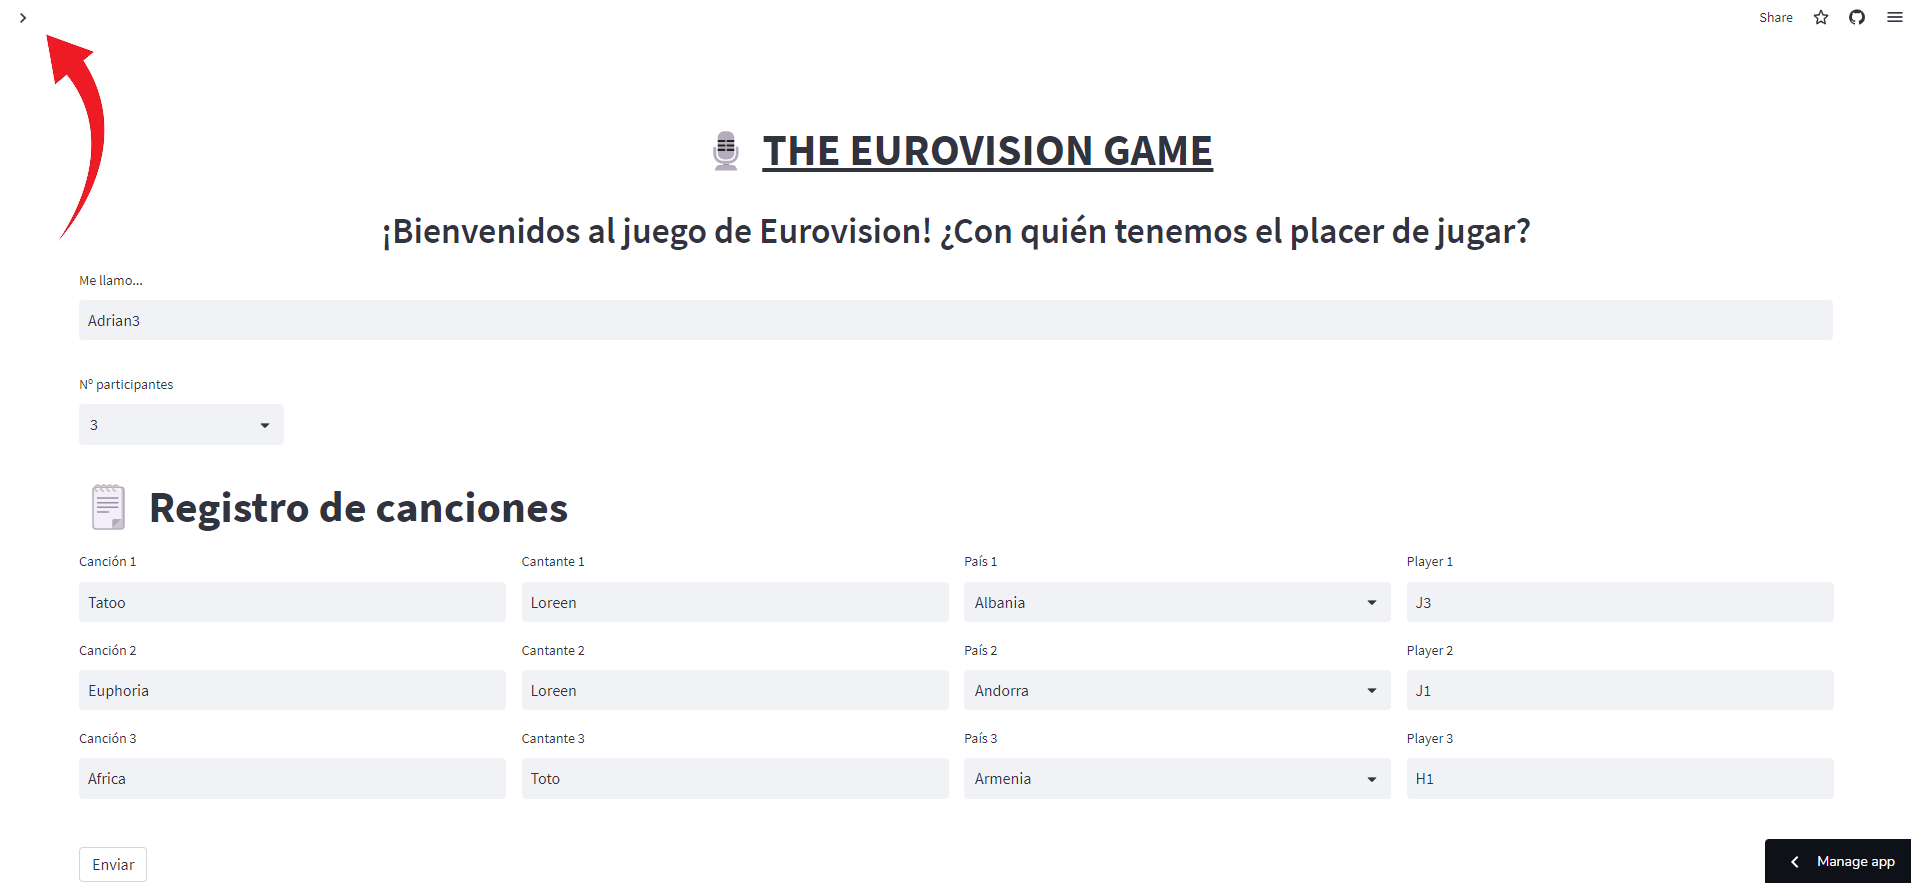 Share
THE EUROVISION GAME
¡Bienvenidos al juego de Eurovision! ¿Con quién tenemos el placer de jugar?
Me llamo...
Adrian3
Nº participantes
3
Registro de canciones
Canción 1 Cantante 1 País 1 Player 1
Tatoo Loreen Albania J3
Canción 2 Cantante 2 País 2 Player 2
Euphoria Loreen Andorra J1
Canción 3 Cantante 3 País 3 Player 3
Africa Toto Armenia H1
Enviar
Manage app